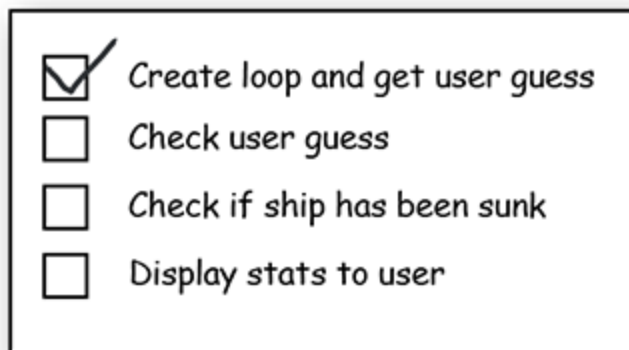 Create loop and get user guess
Check user guess
Check if ship has been sunk
Display stats to user